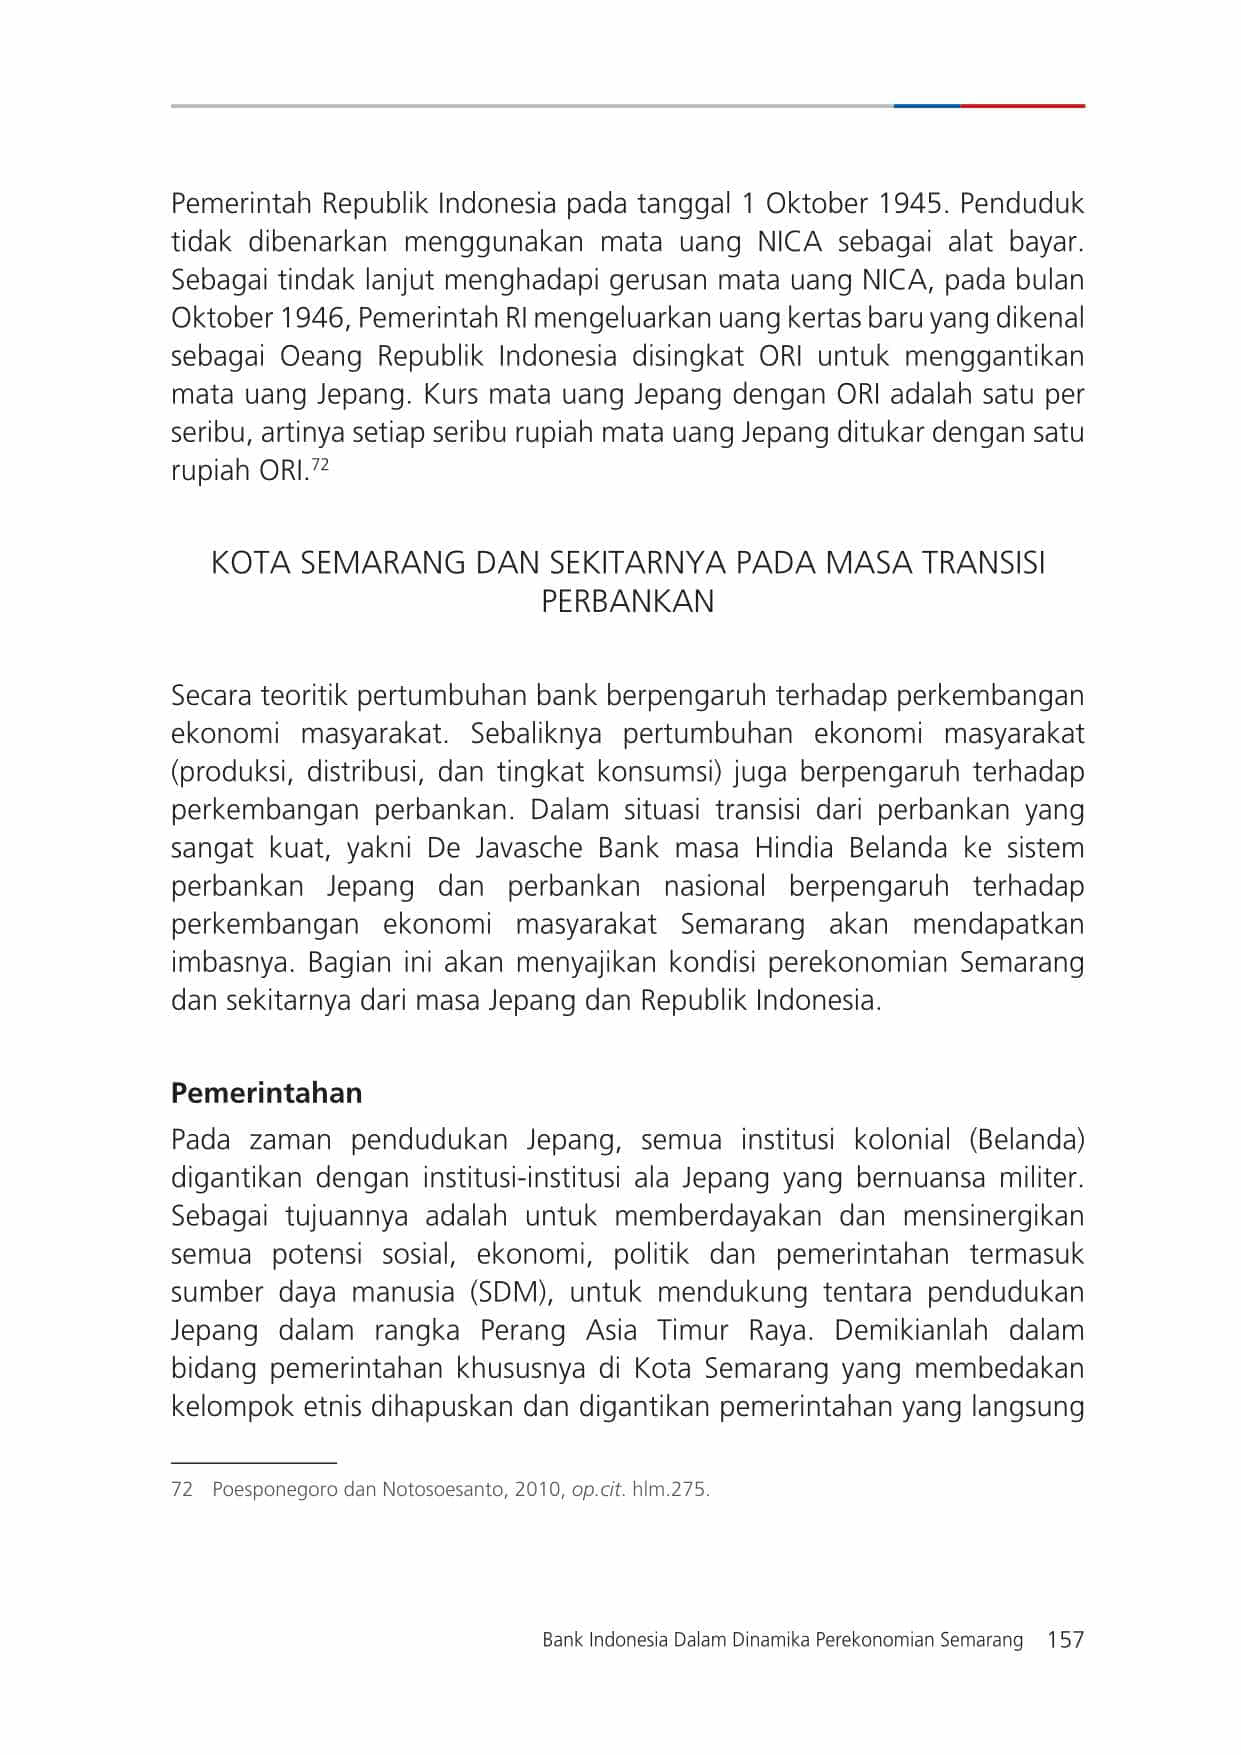 Pemerintah Republik Indonesia pada tanggal 1 Oktober 1945. Penduduk
tidak dibenarkan menggunakan mata uang NICA sebagai alat bayar.
Sebagai tindak lanjut menghadapi gerusan mata uang NICA, pada bulan
Oktober 1946, Pemerintah RI mengeluarkan uang kertas baru yang dikenal
sebagai Oeang Republik Indonesia disingkat ORI untuk menggantikan
mata uang Jepang. Kurs mata uang Jepang dengan ORI adalah satu per
seribu, artinya setiap seribu rupiah mata uang Jepang ditukar dengan satu
rupiah ORI.72
KOTA SEMARANG DAN SEKITARNYA PADA MASA TRANSISI
PERBANKAN
Secara teoritik pertumbuhan bank berpengaruh terhadap perkembangan
ekonomi masyarakat. Sebaliknya pertumbuhan ekonomi masyarakat
(produksi, distribusi, dan tingkat konsumsi) juga berpengaruh terhadap
perkembangan perbankan. Dalam situasi transisi dari perbankan yang
sangat kuat, yakni De Javasche Bank masa Hindia Belanda ke sistem
perbankan Jepang dan perbankan nasional berpengaruh terhadap
perkembangan ekonomi masyarakat Semarang akan mendapatkan
imbasnya. Bagian ini akan menyajikan kondisi perekonomian Semarang
dan sekitarnya dari masa Jepang dan Republik Indonesia.
Pemerintahan
Pada zaman pendudukan Jepang, semua institusi kolonial (Belanda)
digantikan dengan institusi-institusi ala Jepang yang bernuansa militer.
Sebagai tujuannya adalah untuk memberdayakan dan mensinergikan
semua potensi sosial, ekonomi, politik dan pemerintahan termasuk
sumber daya manusia (SDM), untuk mendukung tentara pendudukan
Jepang dalam rangka Perang Asia Timur Raya. Demikianlah dalam
bidang pemerintahan khususnya di Kota Semarang yang membedakan
kelompok etnis dihapuskan dan digantikan pemerintahan yang langsung
72 Poesponegoro dan Notosoesanto, 2010, op.cit. hlm.275.
Bank Indonesia Dalam Dinamika Perekonomian Semarang 157